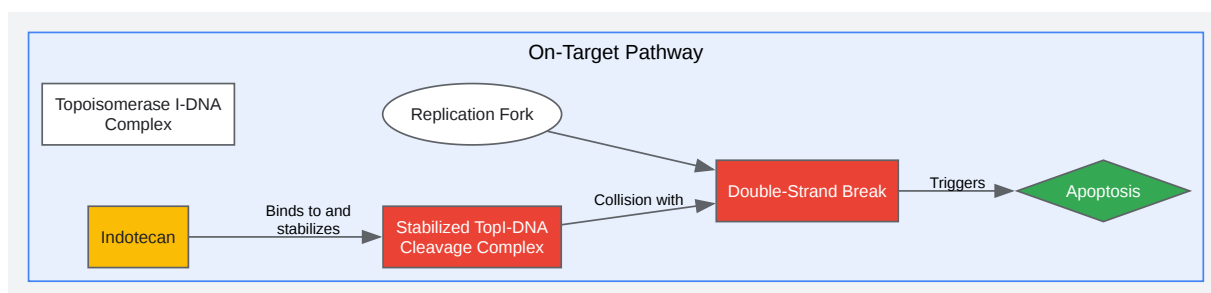 On-Target Pathway
Topoisomerase I-DNA
Complex
Replication Fork
Double-Strand Break
Triggers
Apoptosis
Collision with
Binds to and
stabilizes
Indotecan
Stabilized TopI-DNA
Cleavage Complex